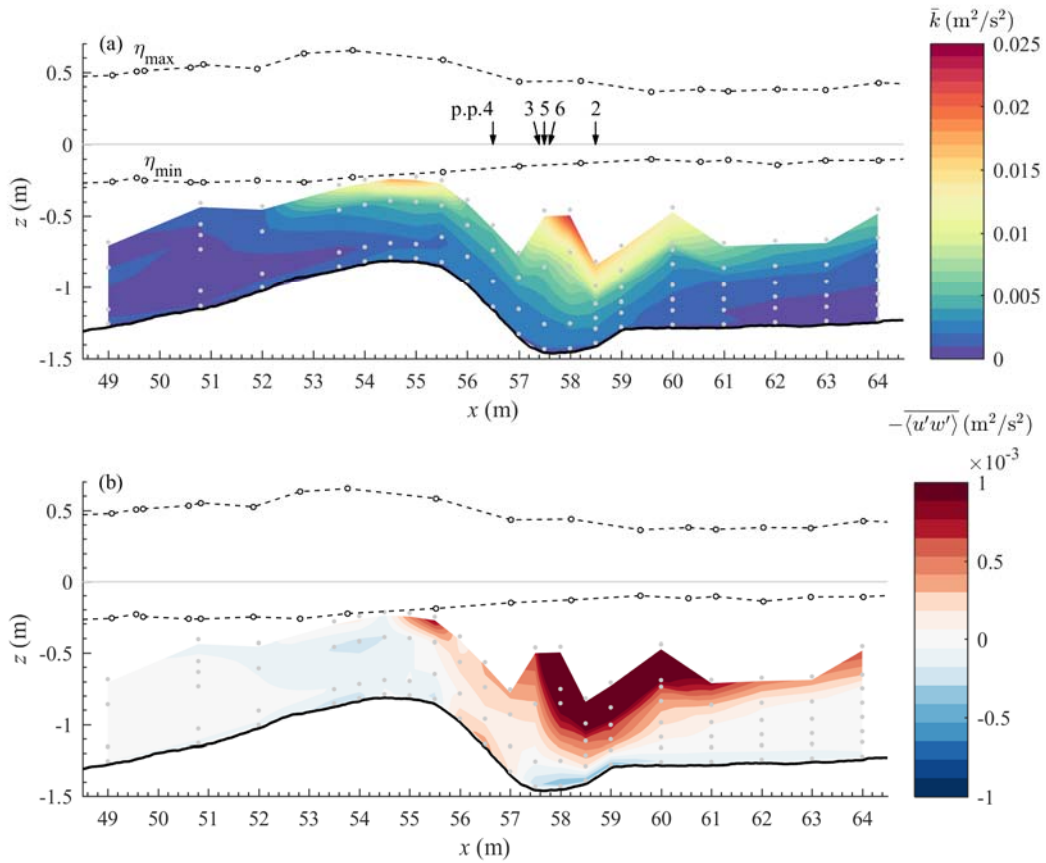 k̄ (m²/s²)
(a)
η_max
0.5
p.p.4 3 5 6 2
0
η_min
-0.5
-1
-1.5
z (m)
49 50 51 52 53 54 55 56 57 58 59 60 61 62 63 64
x (m)
0.025
0.02
0.015
0.01
0.005
0
−⟨u′w′⟩ (m²/s²)
×10⁻³
(b)
0.5
0
-0.5
-1
-1.5
z (m)
49 50 51 52 53 54 55 56 57 58 59 60 61 62 63 64
x (m)
1
0.5
0
-0.5
-1